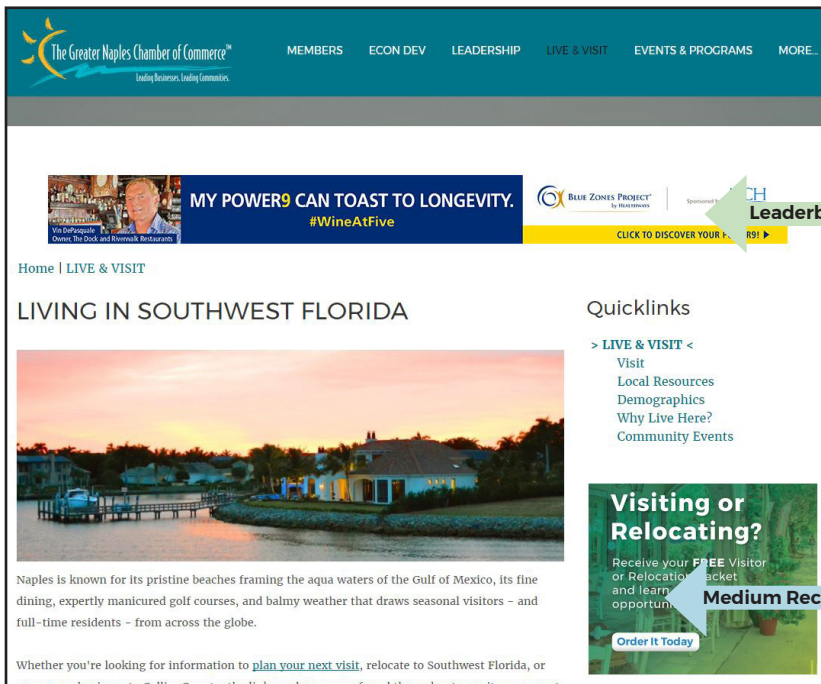 The Greater Naples Chamber of Commerce™
Leading Businesses. Leading Communities.
MEMBERS ECON DEV LEADERSHIP LIVE & VISIT EVENTS & PROGRAMS MORE...
Vin DePasquale
Owner, The Dock and Riverwalk Restaurants
MY POWER9 CAN TOAST TO LONGEVITY.
#WineAtFive
BLUE ZONES PROJECT®
by HEALTHWAYS
Sponsored
CLICK TO DISCOVER YOUR
Home | LIVE & VISIT
LIVING IN SOUTHWEST FLORIDA
Naples is known for its pristine beaches framing the aqua waters of the Gulf of Mexico, its fine
dining, expertly manicured golf courses, and balmy weather that draws seasonal visitors – and
full-time residents – from across the globe.
Whether you're looking for information to plan your next visit, relocate to Southwest Florida, or
Quicklinks
> LIVE & VISIT <
Visit
Local Resources
Demographics
Why Live Here?
Community Events
Visiting or
Relocating?
Receive your FREE Visitor
or Relocation
and learn
Medium
Order It Today